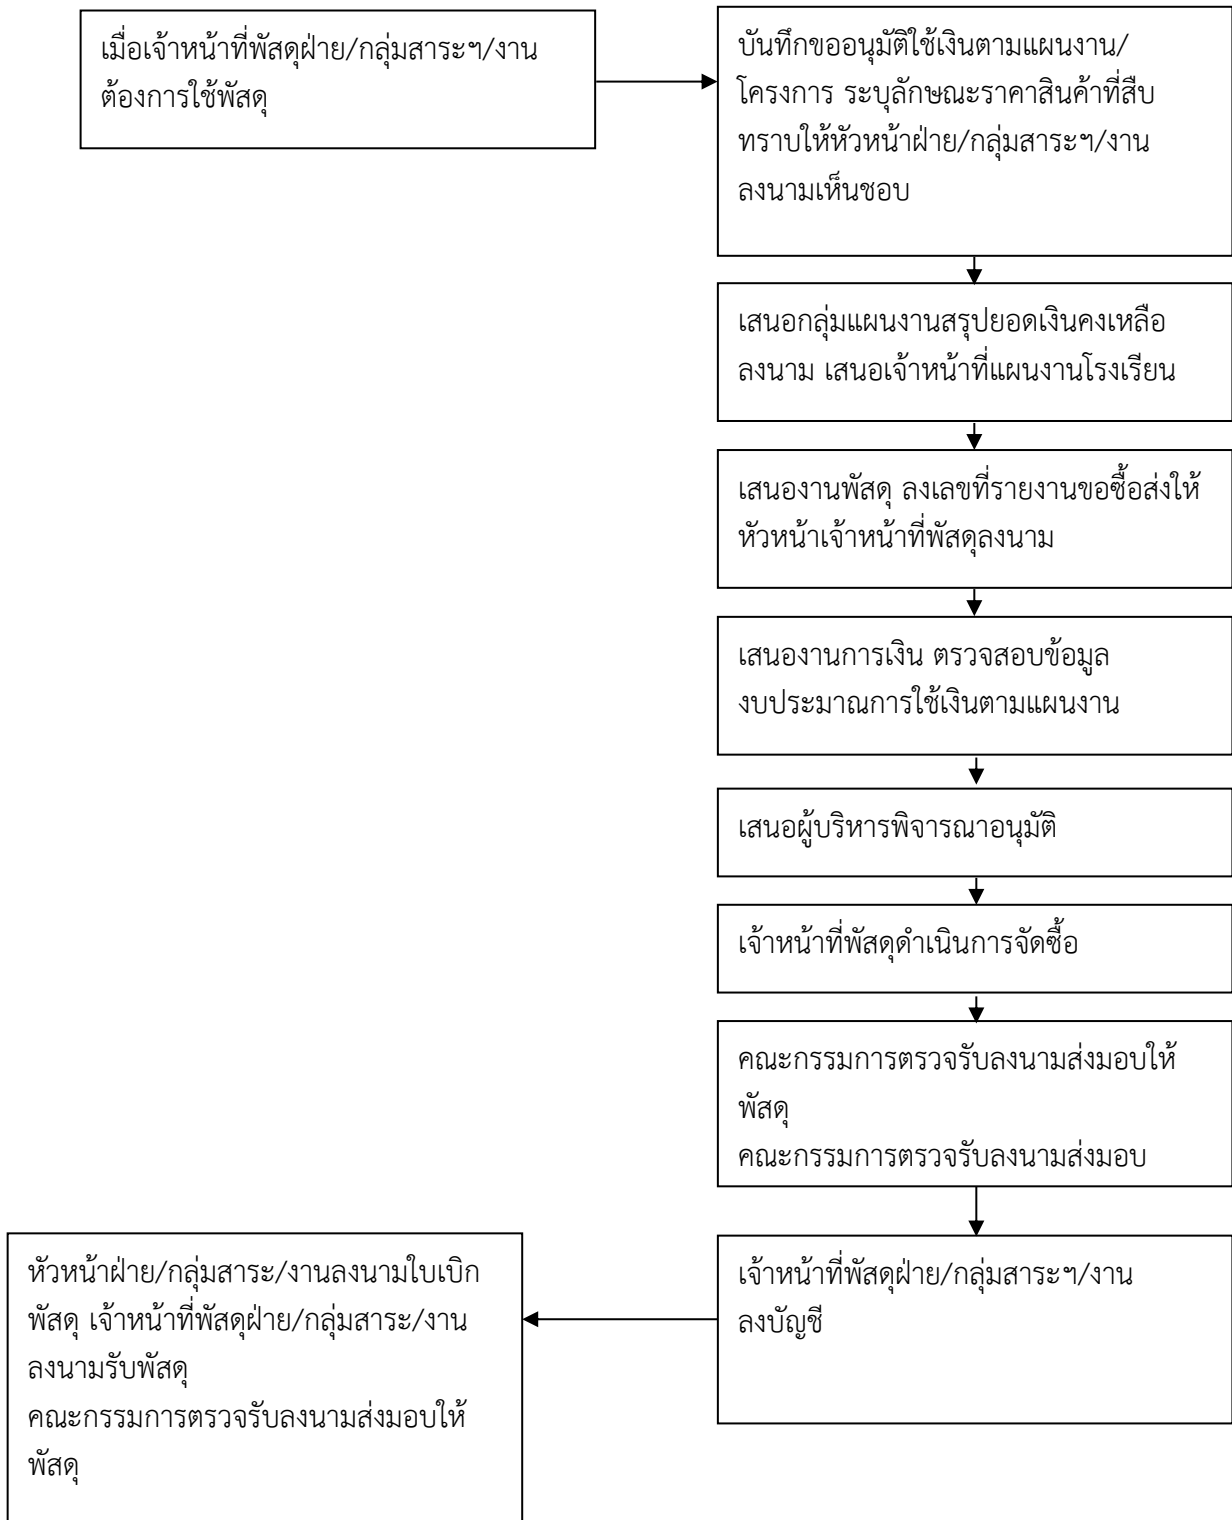 เมื่อเจ้าหน้าที่พัสดุฝ่าย/กลุ่มสาระฯ/งาน
ต้องการใช้พัสดุ
บันทึกขออนุมัติใช้เงินตามแผนงาน/
โครงการ ระบุลักษณะราคาสินค้าที่สืบ
ทราบให้หัวหน้าฝ่าย/กลุ่มสาระฯ/งาน
ลงนามเห็นชอบ
เสนอกลุ่มแผนงานสรุปยอดเงินคงเหลือ
ลงนาม เสนอเจ้าหน้าที่แผนงานโรงเรียน
เสนองานพัสดุ ลงเลขที่รายงานขอซื้อส่งให้
หัวหน้าเจ้าหน้าที่พัสดุลงนาม
เสนองานการเงิน ตรวจสอบข้อมูล
งบประมาณการใช้เงินตามแผนงาน
เสนอผู้บริหารพิจารณาอนุมัติ
เจ้าหน้าที่พัสดุดำเนินการจัดซื้อ
คณะกรรมการตรวจรับลงนามส่งมอบให้
พัสดุ
คณะกรรมการตรวจรับลงนามส่งมอบ
เจ้าหน้าที่พัสดุฝ่าย/กลุ่มสาระฯ/งาน
ลงบัญชี
หัวหน้าฝ่าย/กลุ่มสาระ/งานลงนามใบเบิก
พัสดุ เจ้าหน้าที่พัสดุฝ่าย/กลุ่มสาระ/งาน
ลงนามรับพัสดุ
คณะกรรมการตรวจรับลงนามส่งมอบให้
พัสดุ